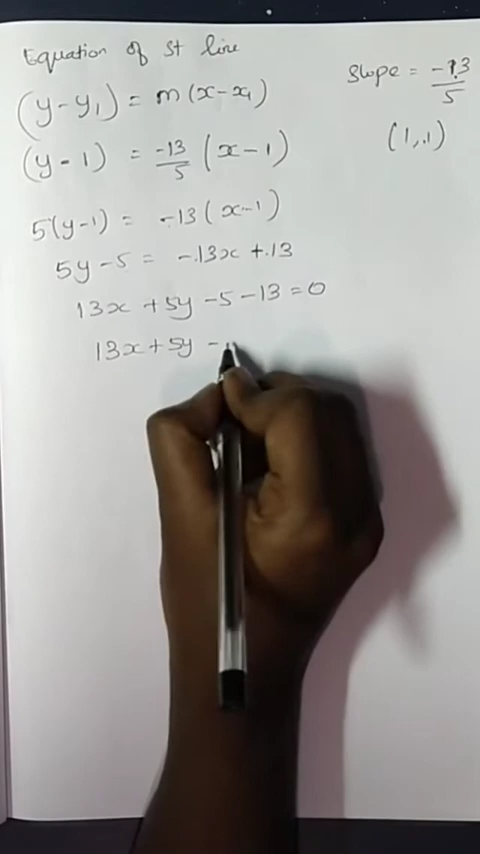 Equation of st line
Slope = -13/5
(y-y₁) = m(x-x₁)
(1,1)
(y-1) = -13/5 (x-1)
5(y-1) = -13(x-1)
5y-5 = -13x+13
13x+5y-5-13=0
13x+5y-